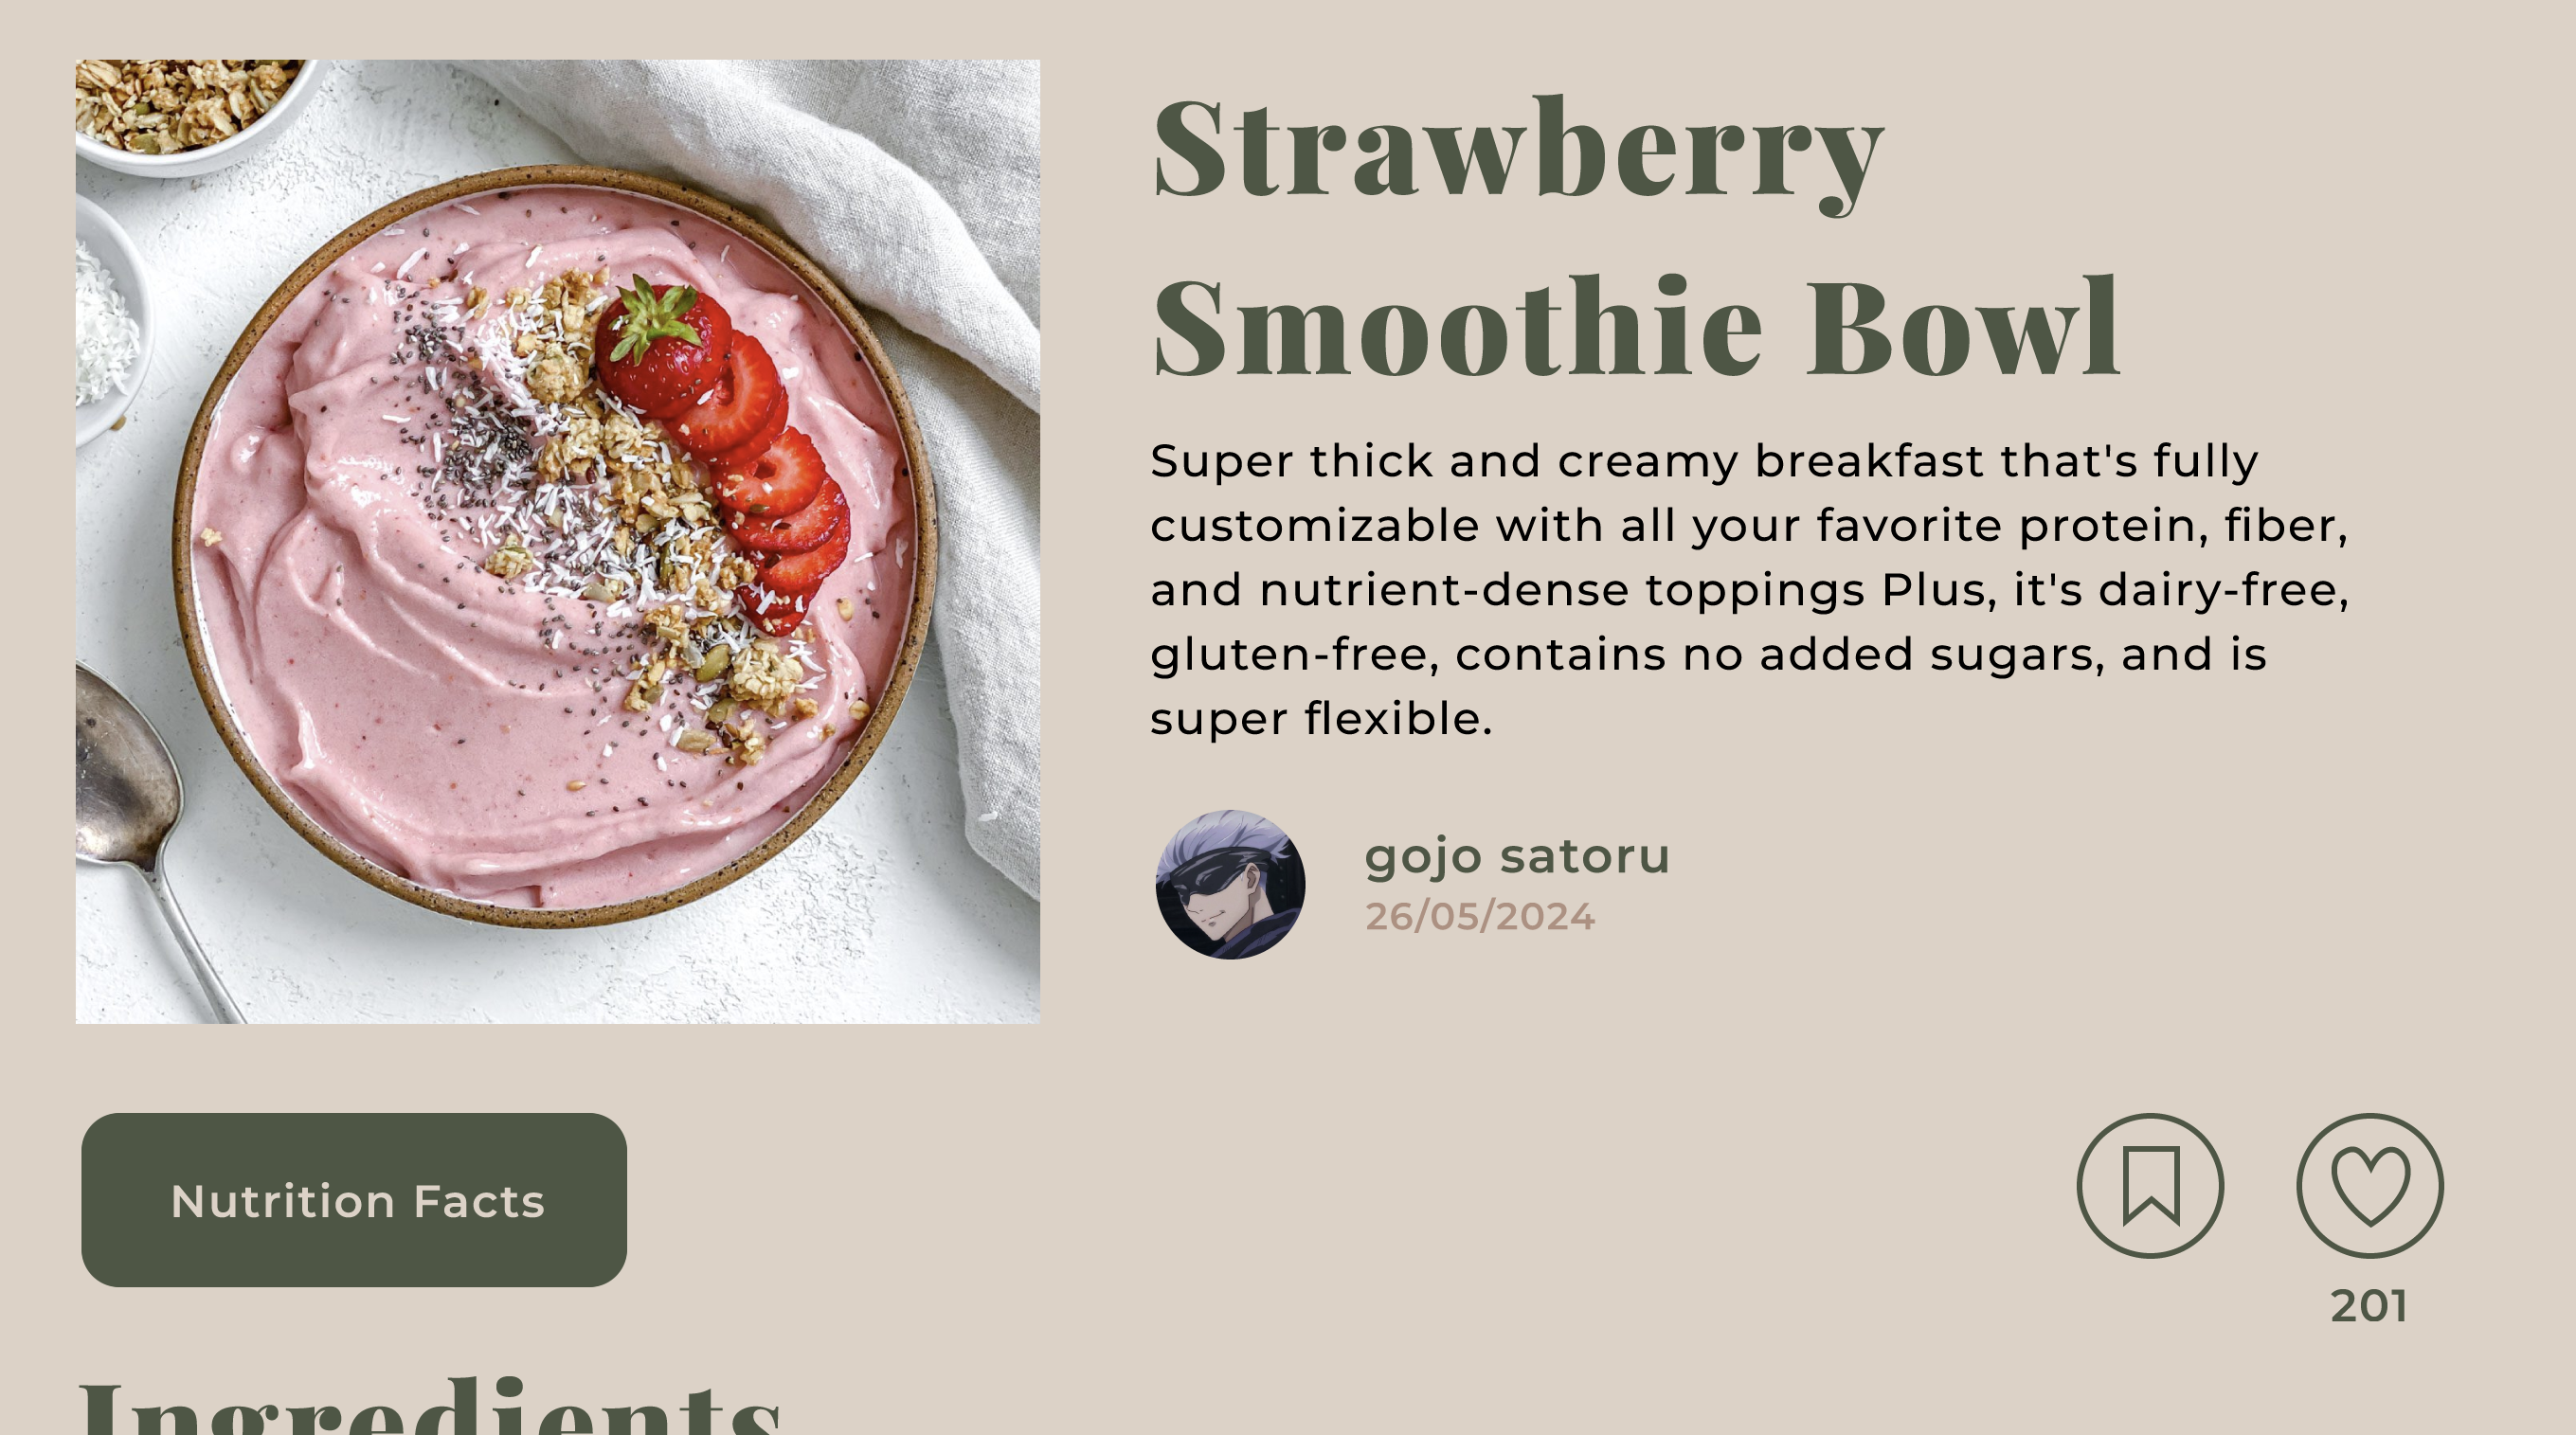 Strawberry
Smoothie Bowl
Super thick and creamy breakfast that's fully
customizable with all your favorite protein, fiber,
and nutrient-dense toppings Plus, it's dairy-free,
gluten-free, contains no added sugars, and is
super flexible.
gojo satoru
26/05/2024
Nutrition Facts
201
Ingredients